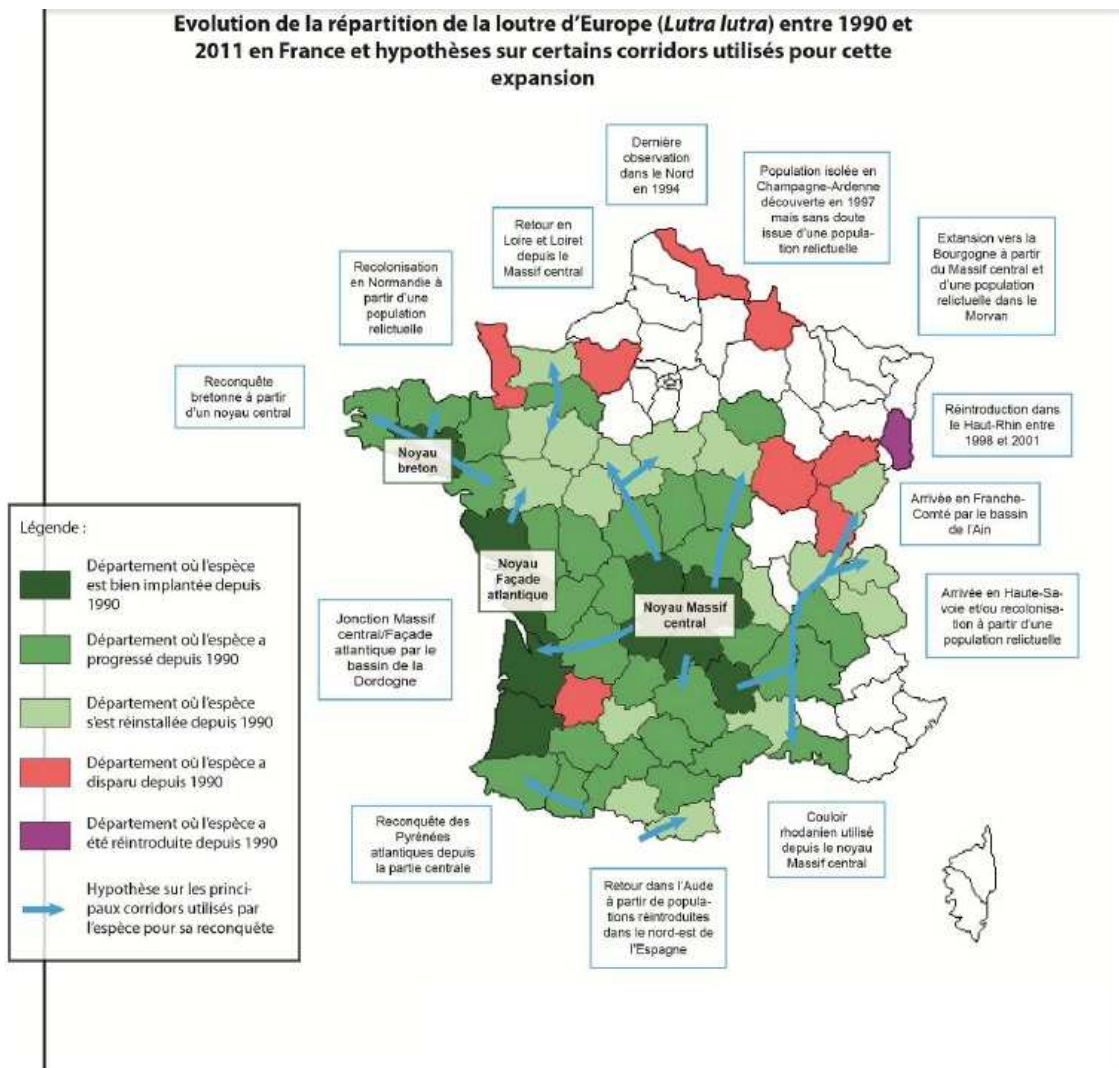 Evolution de la répartition de la loutre d'Europe (Lutra lutra) entre 1990 et
2011 en France et hypothèses sur certains corridors utilisés pour cette
expansion
Dernière
observation
dans le Nord
en 1994
Population isolée en
Champagne-Ardenne
découverte en 1997
mais sans doute
issue d'une popula-
tion relictuelle
Retour en
Loire et Loiret
depuis le
Massif central
Extansion vers la
Bourgogne à partir
du Massif central et
d'une population
relictuelle dans le
Morvan
Recolonisation
en Normandie à
partir d'une
population
relictuelle
Reconquête
bretonne à partir
d'un noyau central
Réintroduction dans
le Haut-Rhin entre
1998 et 2001
Noyau
breton
Arrivée en Franche-
Comté par le bassin
de l'Ain
Noyau
Façade
atlantique
Noyau Massif
central
Arrivée en Haute-Sa-
voie et/ou recolonisa-
tion à partir d'une
population relictuelle
Jonction Massif
central/Façade
atlantique par le
bassin de la
Dordogne
Légende :
Département où l'espèce
est bien implantée depuis
1990
Département où l'espèce a
progressé depuis 1990
Département où l'espèce
s'est réinstallée depuis 1990
Département où l'espèce a
disparu depuis 1990
Département où l'espèce a
été réintroduite depuis 1990
Hypothèse sur les princi-
paux corridors utilisés par
l'espèce pour sa reconquête
Reconquête des
Pyrénées
atlantiques depuis
la partie centrale
Retour dans l'Aude
à partir de popula-
tions réintroduites
dans le nord-est de
l'Espagne
Couloir
rhodanien utilisé
depuis le noyau
Massif central